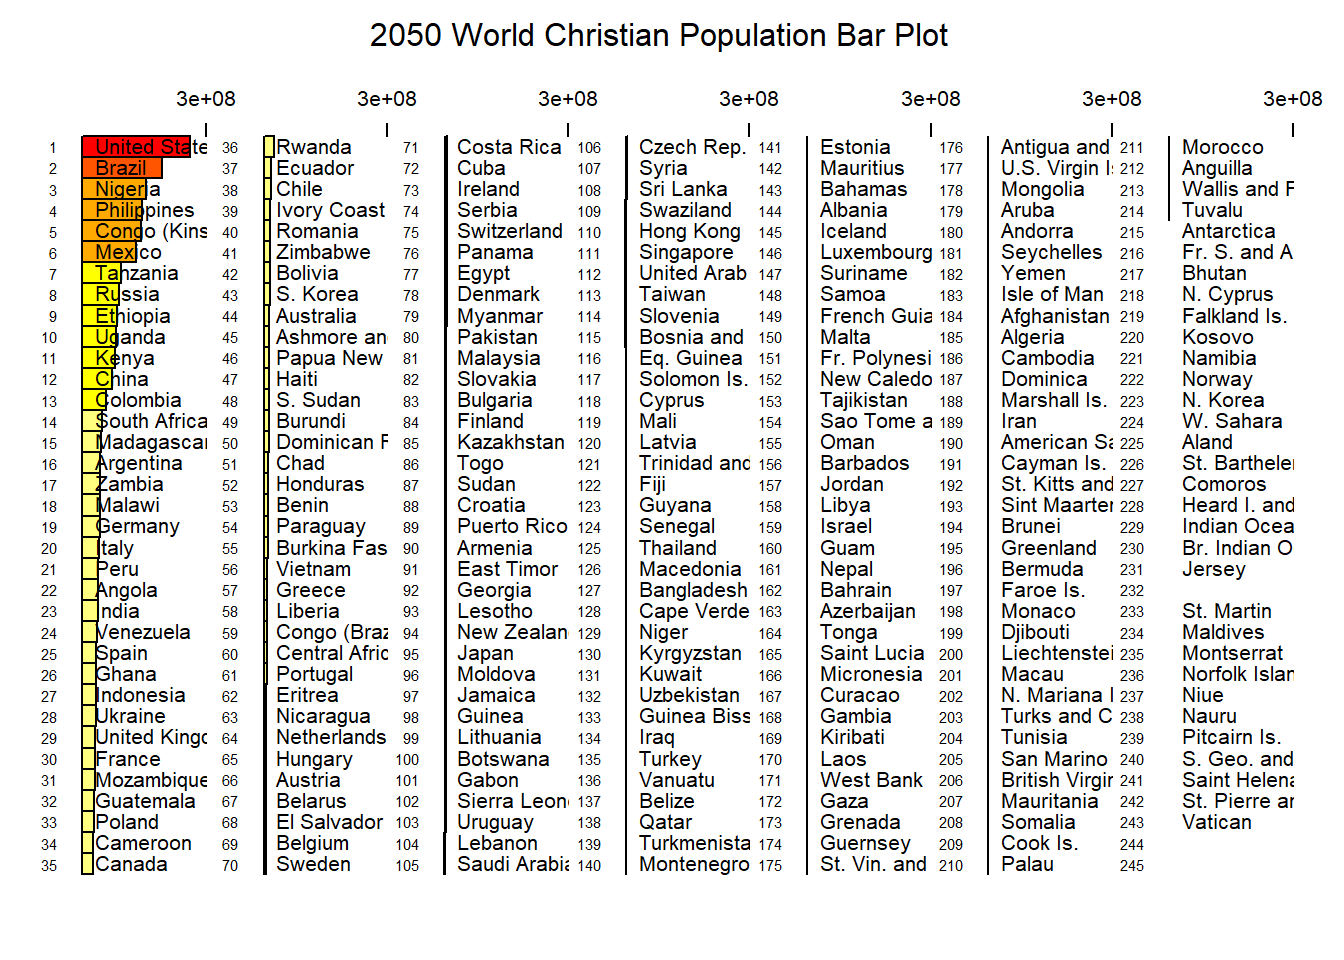 2050 World Christian Population Bar Plot
3e+08 3e+08 3e+08 3e+08 3e+08 3e+08 3e+08
1 United State 36 Rwanda 71 Costa Rica 106 Czech Rep. 141 Estonia 176 Antigua and 211 Morocco
2 Brazil 37 Ecuador 72 Cuba 107 Syria 142 Mauritius 177 U.S. Virgin Is 212 Anguilla
3 Nigeria 38 Chile 73 Ireland 108 Sri Lanka 143 Bahamas 178 Mongolia 213 Wallis and F
4 Philippines 39 Ivory Coast 74 Serbia 109 Swaziland 144 Albania 179 Aruba 214 Tuvalu
5 Congo (Kins 40 Romania 75 Switzerland 110 Hong Kong 145 Iceland 180 Andorra 215 Antarctica
6 Mexico 41 Zimbabwe 76 Panama 111 Singapore 146 Luxembourg 181 Seychelles 216 Fr. S. and A
7 Tanzania 42 Bolivia 77 Egypt 112 United Arab 147 Suriname 182 Yemen 217 Bhutan
8 Russia 43 S. Korea 78 Denmark 113 Taiwan 148 Samoa 183 Isle of Man 218 N. Cyprus
9 Ethiopia 44 Australia 79 Myanmar 114 Slovenia 149 French Guia 184 Afghanistan 219 Falkland Is.
10 Uganda 45 Ashmore an 80 Pakistan 115 Bosnia and 150 Malta 185 Algeria 220 Kosovo
11 Kenya 46 Papua New 81 Malaysia 116 Eq. Guinea 151 Fr. Polynesi 186 Cambodia 221 Namibia
12 China 47 Haiti 82 Slovakia 117 Solomon Is. 152 New Caledo 187 Dominica 222 Norway
13 Colombia 48 S. Sudan 83 Bulgaria 118 Cyprus 153 Tajikistan 188 Marshall Is. 223 N. Korea
14 South Africa 49 Burundi 84 Finland 119 Mali 154 Sao Tome a 189 Iran 224 W. Sahara
15 Madagascar 50 Dominican F 85 Kazakhstan 120 Latvia 155 Oman 190 American Sa 225 Aland
16 Argentina 51 Chad 86 Togo 121 Trinidad and 156 Barbados 191 Cayman Is. 226 St. Barthelem
17 Zambia 52 Honduras 87 Sudan 122 Fiji 157 Jordan 192 St. Kitts and 227 Comoros
18 Malawi 53 Benin 88 Croatia 123 Guyana 158 Libya 193 Sint Maarten 228 Heard I. and
19 Germany 54 Paraguay 89 Puerto Rico 124 Senegal 159 Israel 194 Brunei 229 Indian Ocea
20 Italy 55 Burkina Fas 90 Armenia 125 Thailand 160 Guam 195 Greenland 230 Br. Indian O
21 Peru 56 Vietnam 91 East Timor 126 Macedonia 161 Nepal 196 Bermuda 231 Jersey
22 Angola 57 Greece 92 Georgia 127 Bangladesh 162 Bahrain 197 Faroe Is. 232
23 India 58 Liberia 93 Lesotho 128 Cape Verde 163 Azerbaijan 198 Monaco 233 St. Martin
24 Venezuela 59 Congo (Braz 94 New Zealan 129 Niger 164 Tonga 199 Djibouti 234 Maldives
25 Spain 60 Central Afric 95 Japan 130 Kyrgyzstan 165 Saint Lucia 200 Liechtenstei 235 Montserrat
26 Ghana 61 Portugal 96 Moldova 131 Kuwait 166 Micronesia 201 Macau 236 Norfolk Islan
27 Indonesia 62 Eritrea 97 Jamaica 132 Uzbekistan 167 Curacao 202 N. Mariana I 237 Niue
28 Ukraine 63 Nicaragua 98 Guinea 133 Guinea Biss 168 Gambia 203 Turks and C 238 Nauru
29 United Kingd 64 Netherlands 99 Lithuania 134 Iraq 169 Kiribati 204 Tunisia 239 Pitcairn Is.
30 France 65 Hungary 100 Botswana 135 Turkey 170 Laos 205 San Marino 240 S. Geo. and
31 Mozambique 66 Austria 101 Gabon 136 Vanuatu 171 West Bank 206 British Virgin 241 Saint Helena
32 Guatemala 67 Belarus 102 Sierra Leon 137 Belize 172 Gaza 207 Mauritania 242 St. Pierre an
33 Poland 68 El Salvador 103 Uruguay 138 Qatar 173 Grenada 208 Somalia 243 Vatican
34 Cameroon 69 Belgium 104 Lebanon 139 Turkmenista 174 Guernsey 209 Cook Is. 244
35 Canada 70 Sweden 105 Saudi Arabia 140 Montenegro 175 St. Vin. and 210 Palau 245